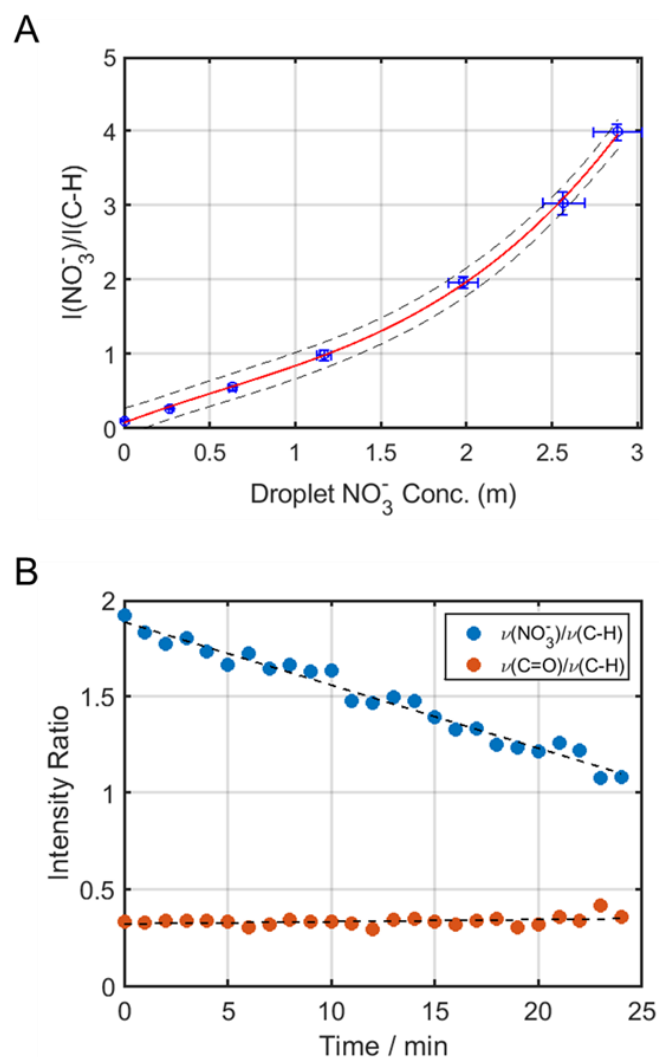 A
5
4
3
2
1
0
I(NO₃⁻)/I(C-H)
0 0.5 1 1.5 2 2.5 3
Droplet NO₃⁻ Conc. (m)
B
2
1.5
1
0.5
0
Intensity Ratio
ν(NO₃⁻)/ν(C-H)
ν(C=O)/ν(C-H)
0 5 10 15 20 25
Time / min